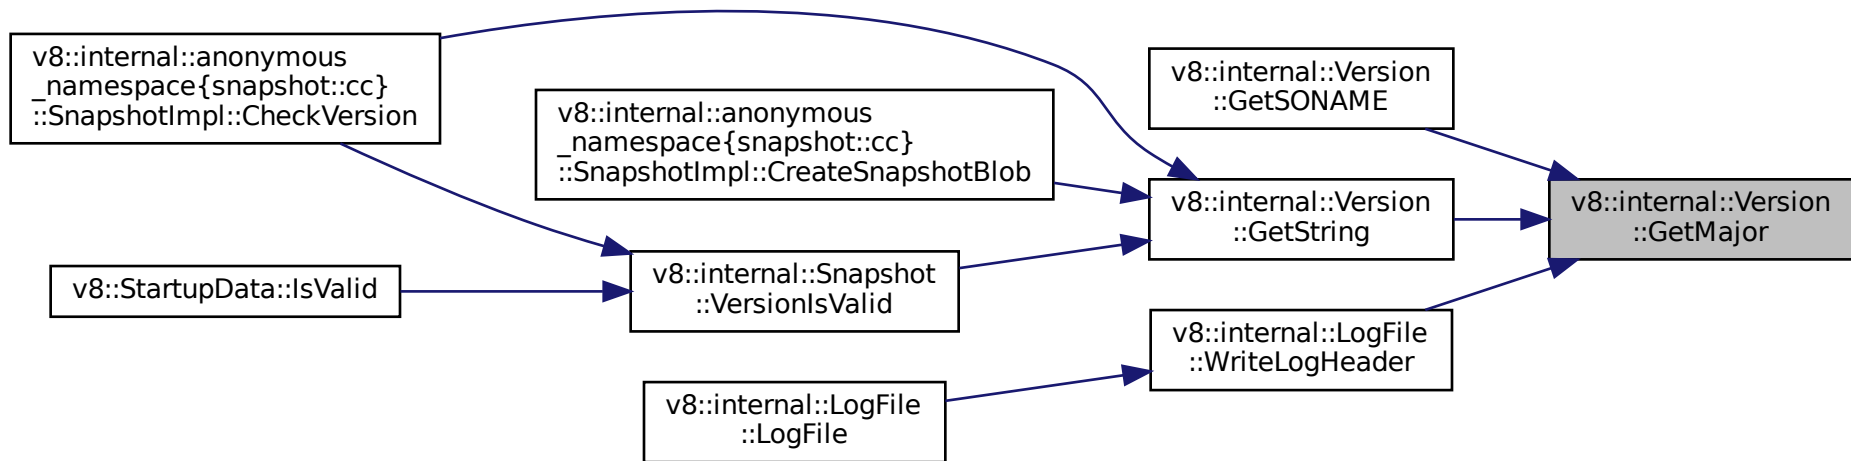 v8::internal::anonymous
_namespace{snapshot::cc}
::SnapshotImpl::CheckVersion
v8::internal::anonymous
_namespace{snapshot::cc}
::SnapshotImpl::CreateSnapshotBlob
v8::internal::Version
::GetSONAME
v8::internal::Version
::GetString
v8::internal::Version
::GetMajor
v8::StartupData::IsValid
v8::internal::Snapshot
::VersionIsValid
v8::internal::LogFile
::WriteLogHeader
v8::internal::LogFile
::LogFile